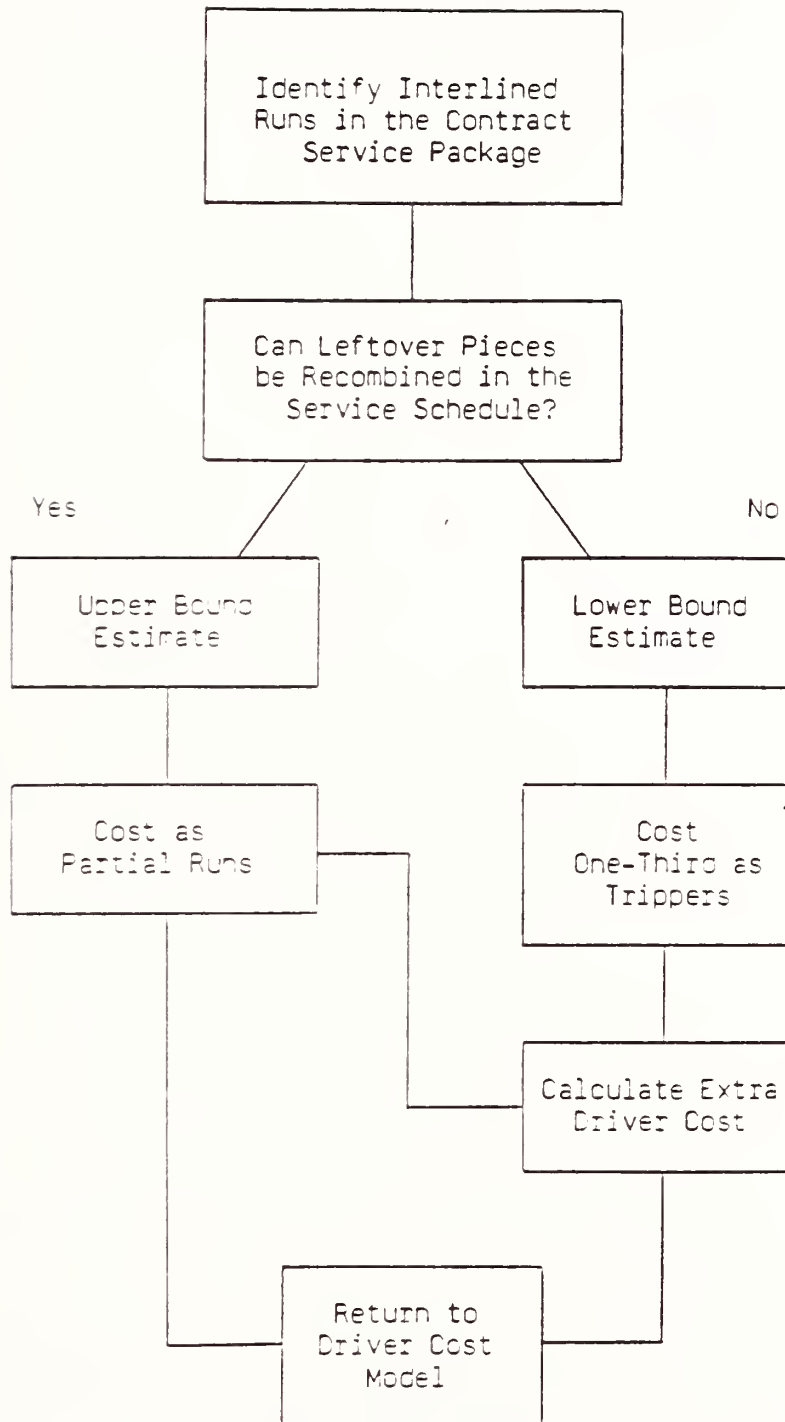 Identify Interlined
Runs in the Contract
Service Package
Can Leftover Pieces
be Recombined in the
Service Schedule?
Yes
No
Upper Bound
Estimate
Lower Bound
Estimate
Cost as
Partial Runs
Cost
One-Third as
Trippers
Calculate Extra
Driver Cost
Return to
Driver Cost
Model